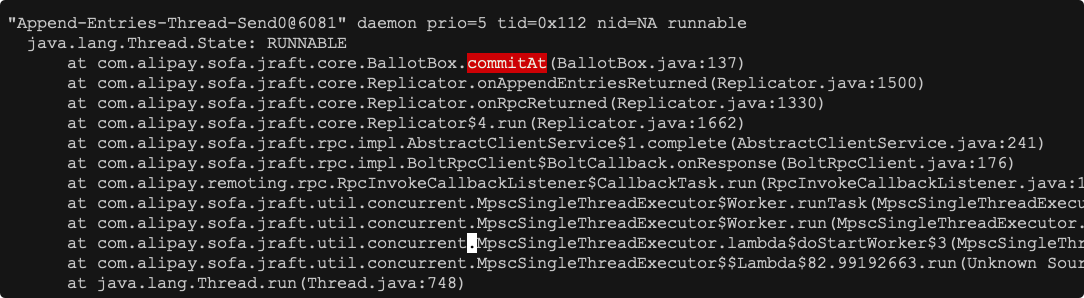 "Append-Entries-Thread-Send0@6081" daemon prio=5 tid=0x112 nid=NA runnable
java.lang.Thread.State: RUNNABLE
at com.alipay.sofa.jraft.core.BallotBox.commitAt(BallotBox.java:137)
at com.alipay.sofa.jraft.core.Replicator.onAppendEntriesReturned(Replicator.java:1500)
at com.alipay.sofa.jraft.core.Replicator.onRpcReturned(Replicator.java:1330)
at com.alipay.sofa.jraft.core.Replicator$4.run(Replicator.java:1662)
at com.alipay.sofa.jraft.rpc.impl.AbstractClientService$1.complete(AbstractClientService.java:241)
at com.alipay.sofa.jraft.rpc.impl.BoltRpcClient$BoltCallback.onResponse(BoltRpcClient.java:176)
at com.alipay.remoting.rpc.RpcInvokeCallbackListener$CallbackTask.run(RpcInvokeCallbackListener.java:1
at com.alipay.sofa.jraft.util.concurrent.MpscSingleThreadExecutor$Worker.runTask(MpscSingleThreadExecu
at com.alipay.sofa.jraft.util.concurrent.MpscSingleThreadExecutor$Worker.run(MpscSingleThreadExecutor.
at com.alipay.sofa.jraft.util.concurrent.MpscSingleThreadExecutor.lambda$doStartWorker$3(MpscSingleThr
at com.alipay.sofa.jraft.util.concurrent.MpscSingleThreadExecutor$$Lambda$82.99192663.run(Unknown Sour
at java.lang.Thread.run(Thread.java:748)